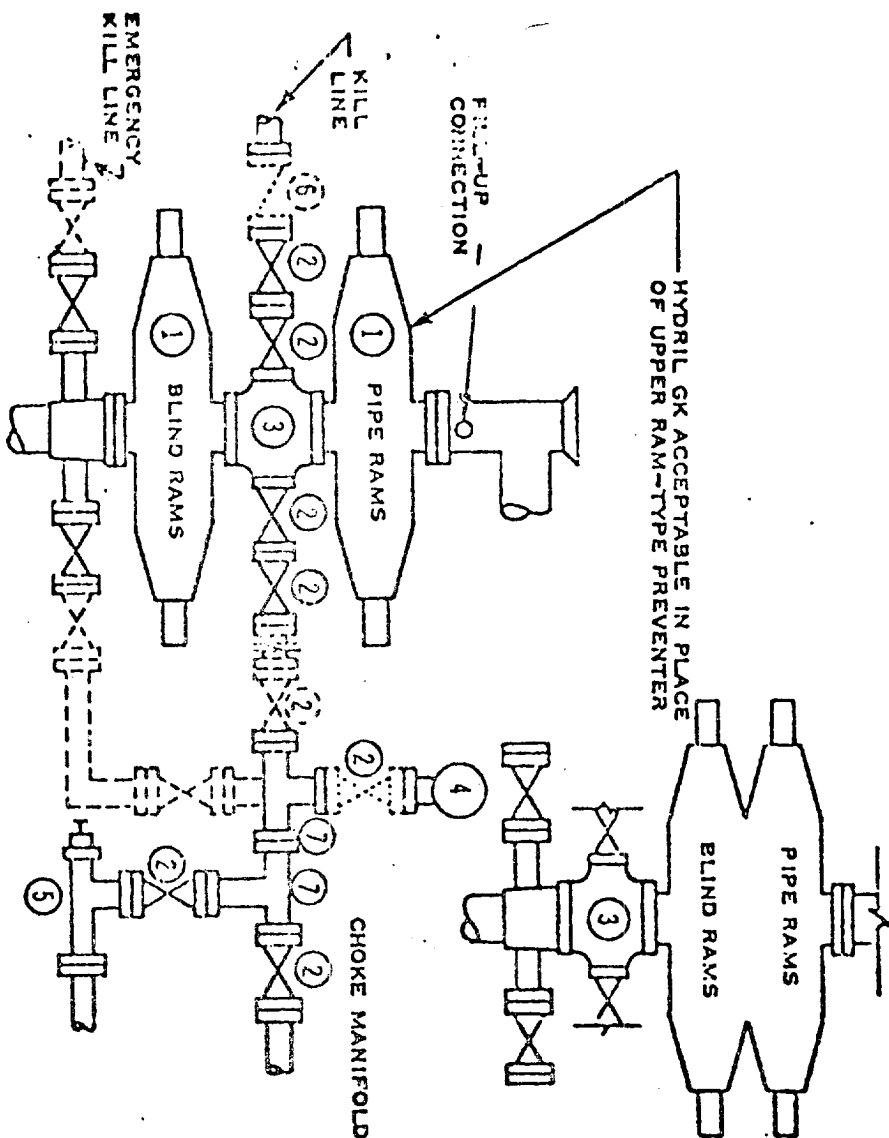 HYDRIL GK ACCEPTABLE IN PLACE
OF UPPER RAM-TYPE PREVENTER
FILL-UP
CONNECTION
KILL
LINE
EMERGENCY
KILL LINE
1
PIPE RAMS
6
2
2
3
2
2
2
1
BLIND RAMS
PIPE RAMS
BLIND RAMS
3
4
2
7
7
2
2
5
CHOKE MANIFOLD